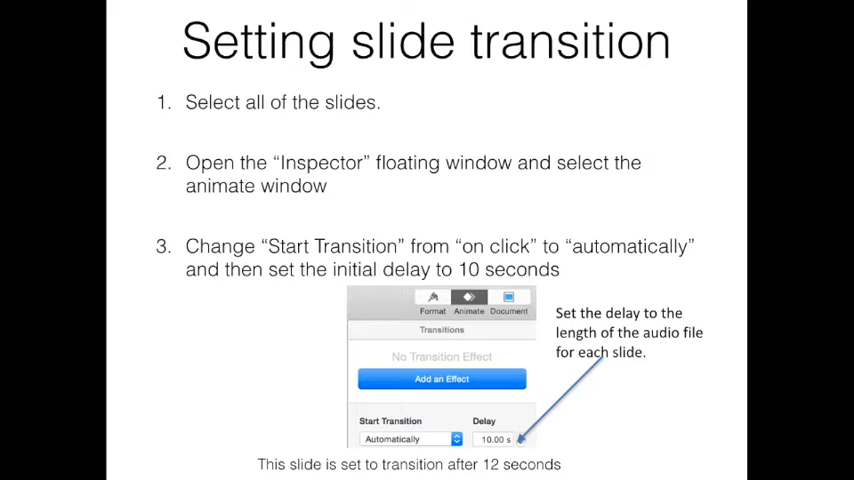 Setting slide transition
1. Select all of the slides.
2. Open the “Inspector” floating window and select the
animate window
3. Change “Start Transition” from “on click” to “automatically”
and then set the initial delay to 10 seconds
Format Animate Document
Transitions
No Transition Effect
Add an Effect
Start Transition Delay
Automatically 10.00 s
Set the delay to the
length of the audio file
for each slide.
This slide is set to transition after 12 seconds